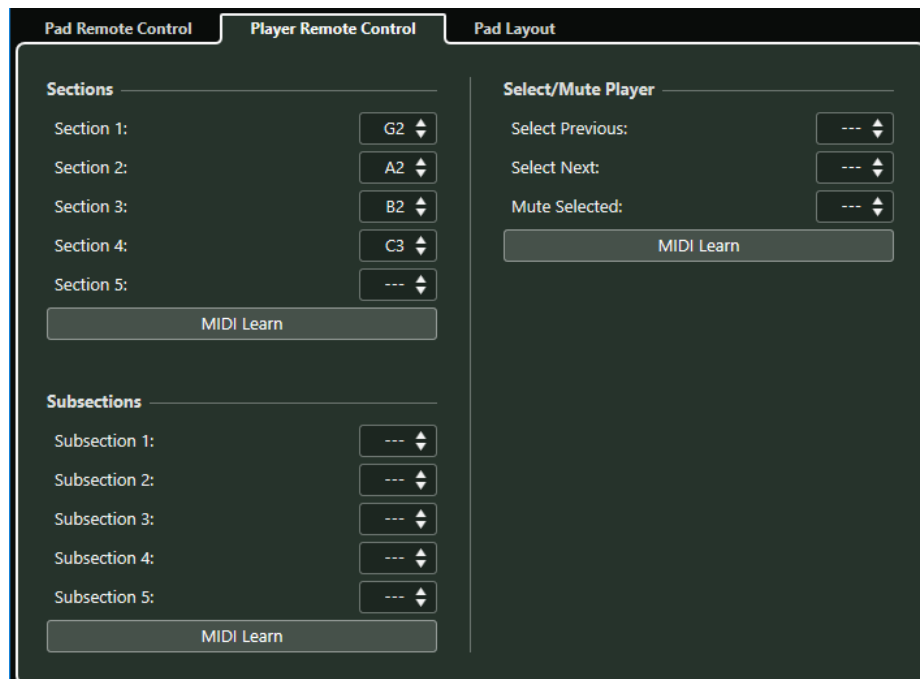 Pad Remote Control
Player Remote Control
Pad Layout
Sections
Section 1: G2
Section 2: A2
Section 3: B2
Section 4: C3
Section 5: ---
MIDI Learn
Subsections
Subsection 1: ---
Subsection 2: ---
Subsection 3: ---
Subsection 4: ---
Subsection 5: ---
MIDI Learn
Select/Mute Player
Select Previous: ---
Select Next: ---
Mute Selected: ---
MIDI Learn